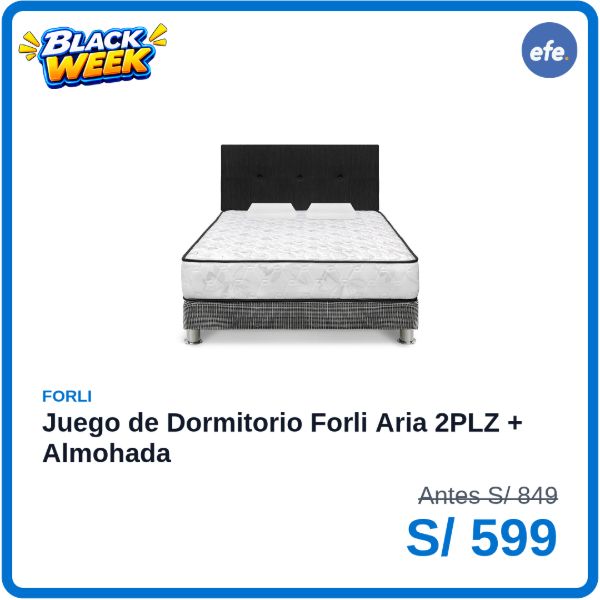 BLACK
WEEK
efe.
FORLI
Juego de Dormitorio Forli Aria 2PLZ +
Almohada
Antes S/ 849
S/ 599